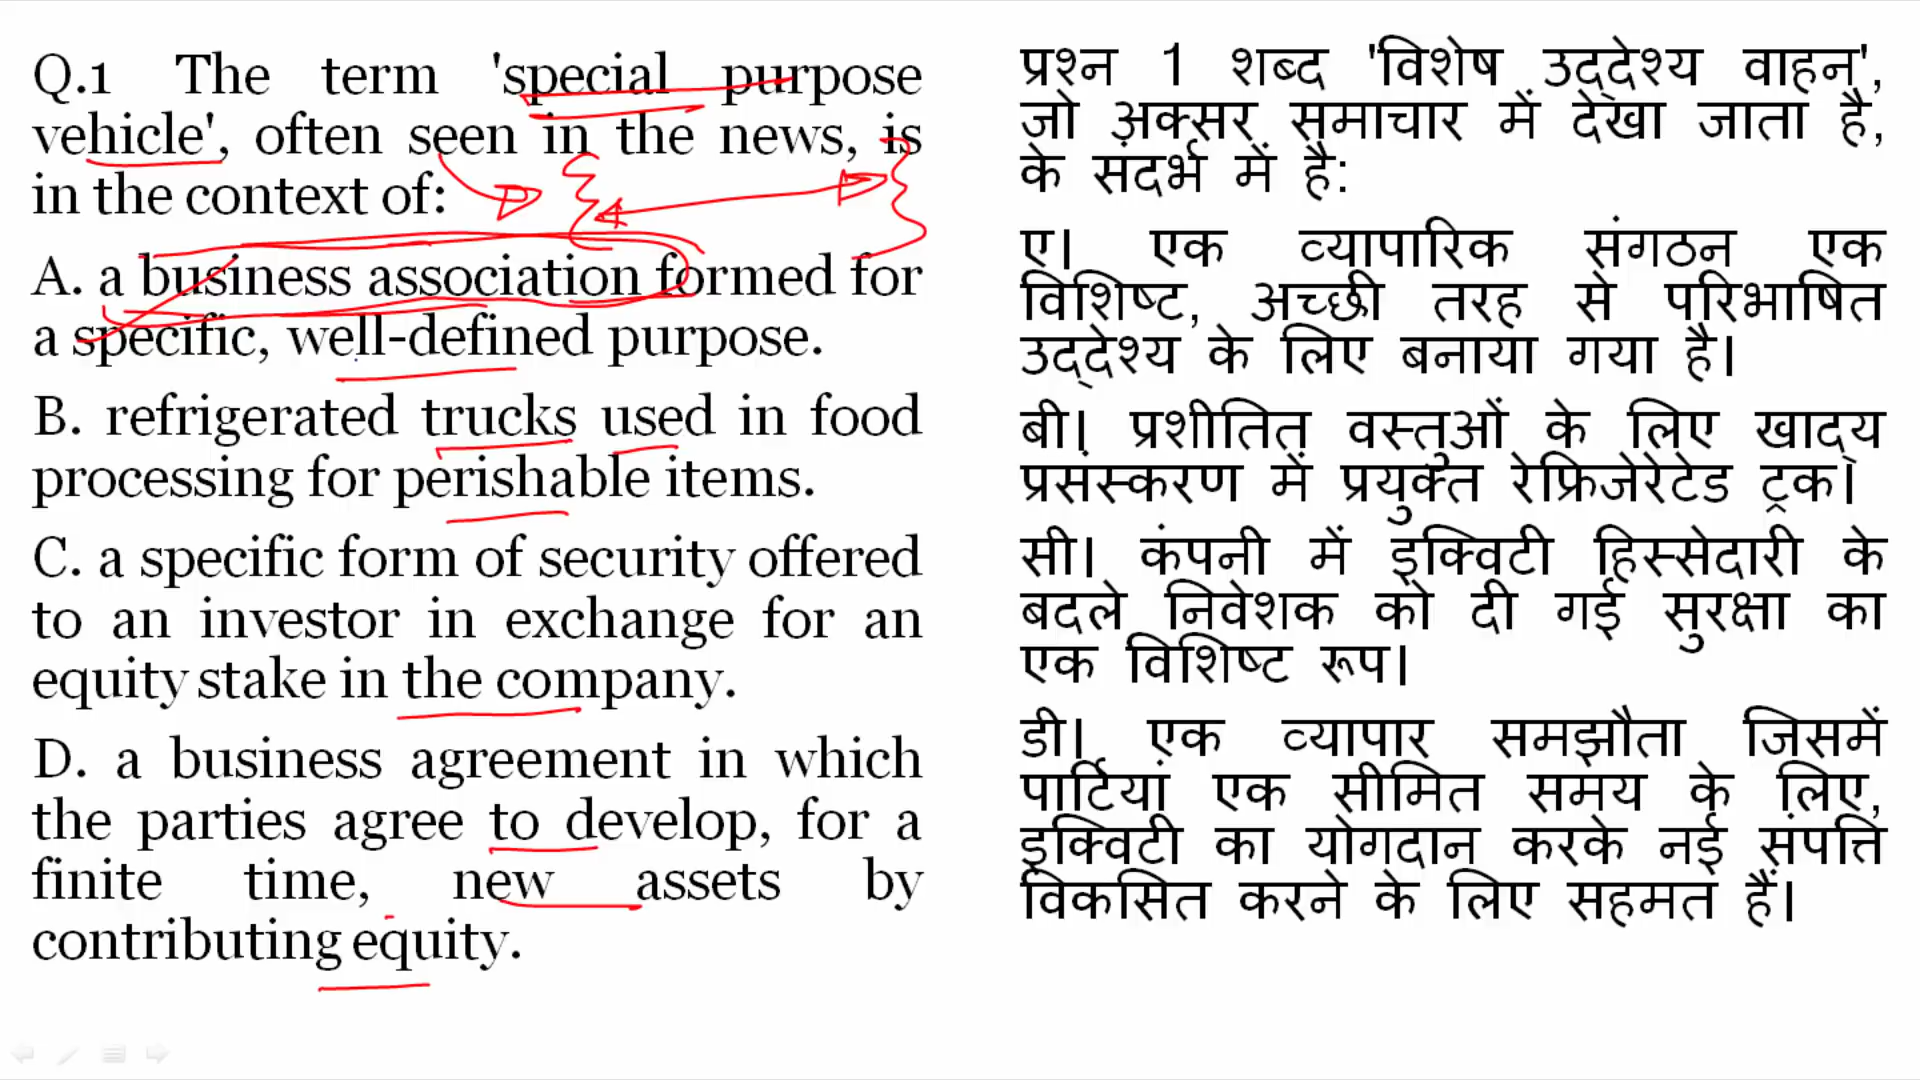 Q.1 The term 'special purpose
vehicle', often seen in the news, is
in the context of:
A. a business association formed for
a specific, well-defined purpose.
B. refrigerated trucks used in food
processing for perishable items.
C. a specific form of security offered
to an investor in exchange for an
equity stake in the company.
D. a business agreement in which
the parties agree to develop, for a
finite time, new assets by
contributing equity.
प्रश्न 1 शब्द 'विशेष उद्देश्य वाहन',
जो अक्सर समाचार में देखा जाता है,
के संदर्भ में है:
ए। एक व्यापारिक संगठन एक
विशिष्ट, अच्छी तरह से परिभाषित
उद्देश्य के लिए बनाया गया है।
बी। प्रशीतित वस्तुओं के लिए खाद्य
प्रसंस्करण में प्रयुक्त रेफ्रिजेरेटेड ट्रक।
सी। कंपनी में इक्विटी हिस्सेदारी के
बदले निवेशक को दी गई सुरक्षा का
एक विशिष्ट रूप।
डी। एक व्यापार समझौता जिसमें
पार्टियां एक सीमित समय के लिए,
इक्विटी का योगदान करके नई संपत्ति
विकसित करने के लिए सहमत हैं।